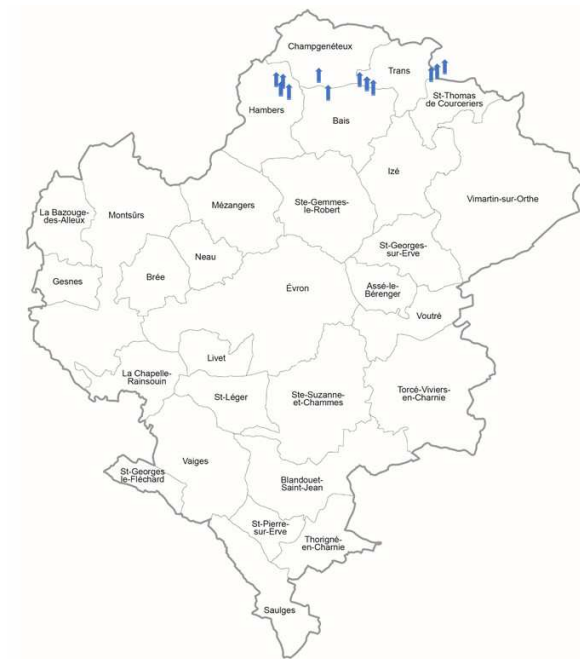 Champgenéteux
Trans
St-Thomas
de Courceriers
Hambers
Bais
Izé
Vimartin-sur-Orthe
Mézangers
Ste-Gemmes-
le-Robert
La Bazouge-
des-Alleux
Montsûrs
St-Georges-
sur-Erve
Neau
Brée
Gesnes
Évron
Assé-le-
Bérenger
Voutré
Livet
La Chapelle-
Rainsouin
St-Léger
Ste-Suzanne-
et-Chammes
Torcé-Viviers-
en-Charnie
Vaiges
St-Georges
le-Fléchard
Blandouet-
Saint-Jean
St-Pierre-
sur-Erve
Thorigné-
en-Charnie
Saulges